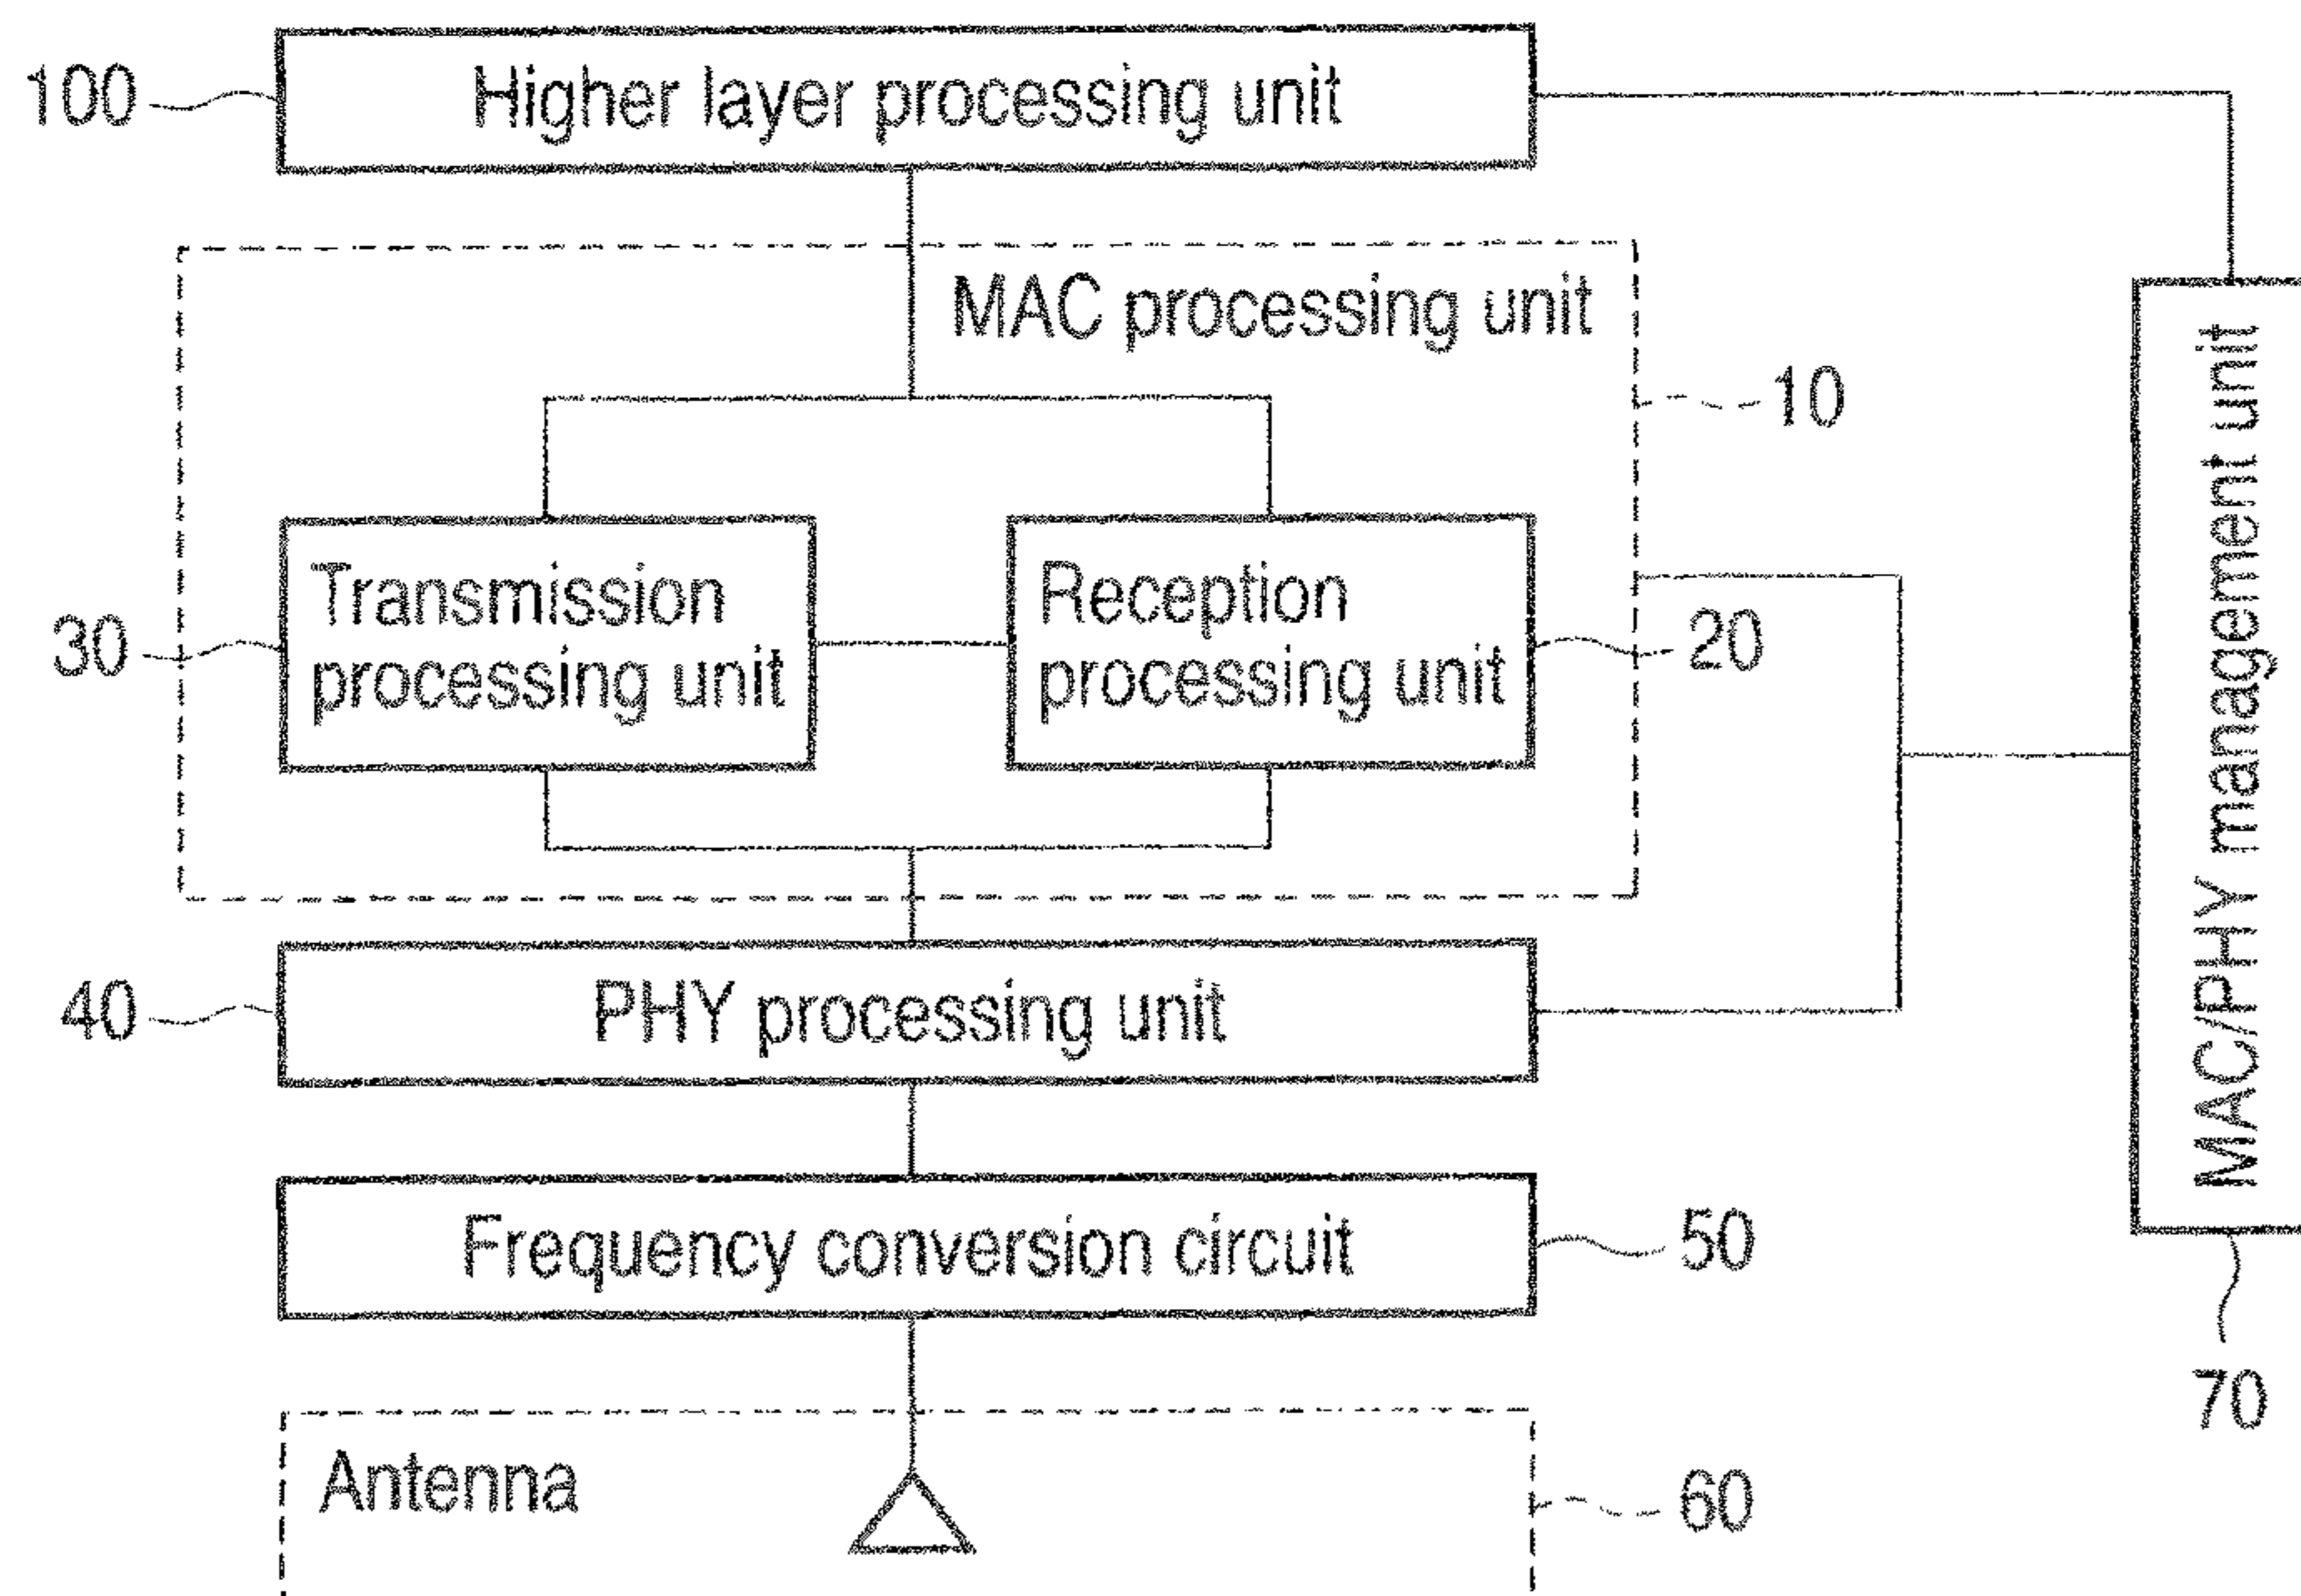 100
Higher layer processing unit
MAC processing unit
10
30
Transmission
processing unit
Reception
processing unit
20
MAC/PHY management unit
40
PHY processing unit
Frequency conversion circuit
50
70
Antenna
60